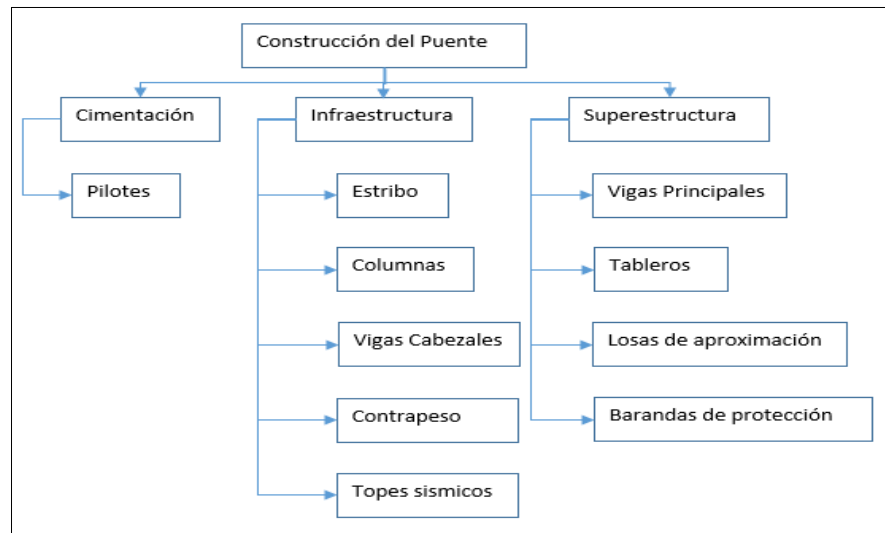 Construcción del Puente
Cimentación
Pilotes
Infraestructura
Estribo
Columnas
Vigas Cabezales
Contrapeso
Topes sismicos
Superestructura
Vigas Principales
Tableros
Losas de aproximación
Barandas de protección